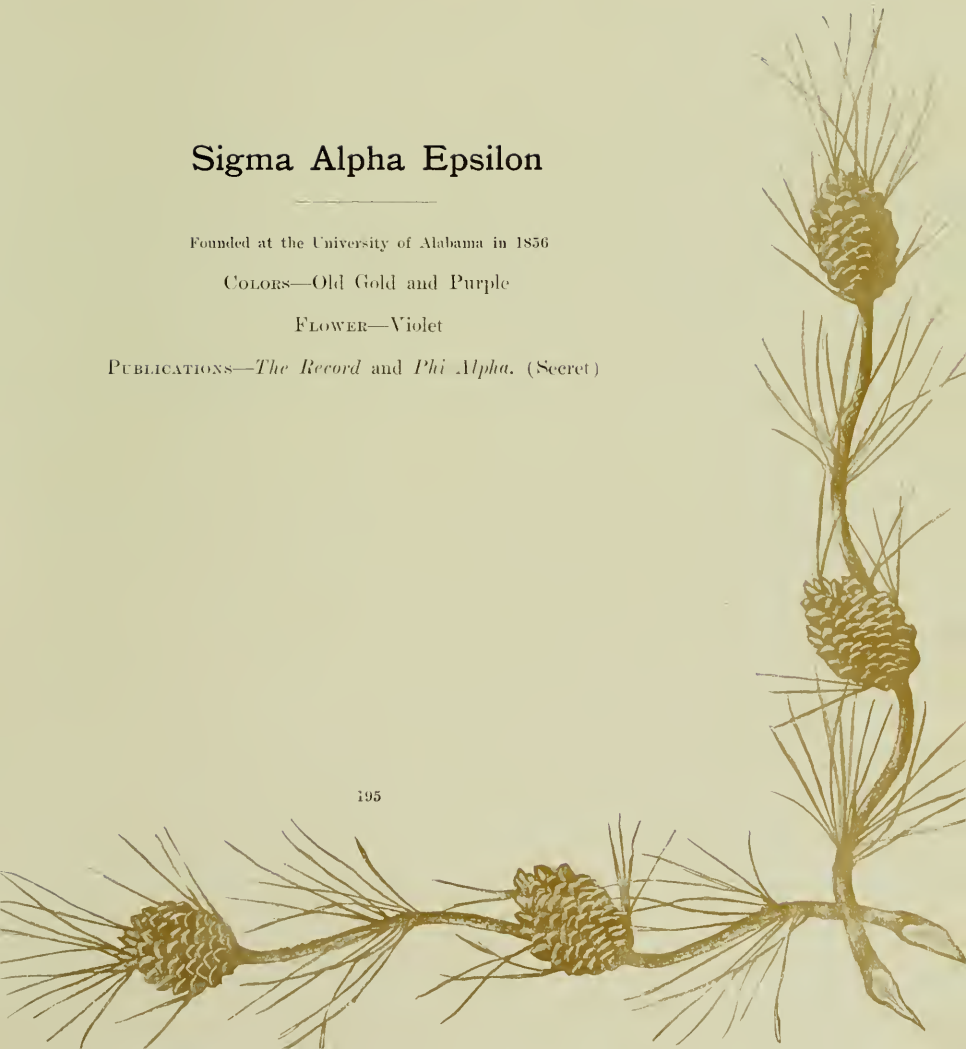 Sigma Alpha Epsilon
Founded at the University of Alabama in 1856
COLORS—Old Gold and Purple
FLOWER—Violet
PUBLICATIONS—The Record and Phi Alpha. (Secret)
195